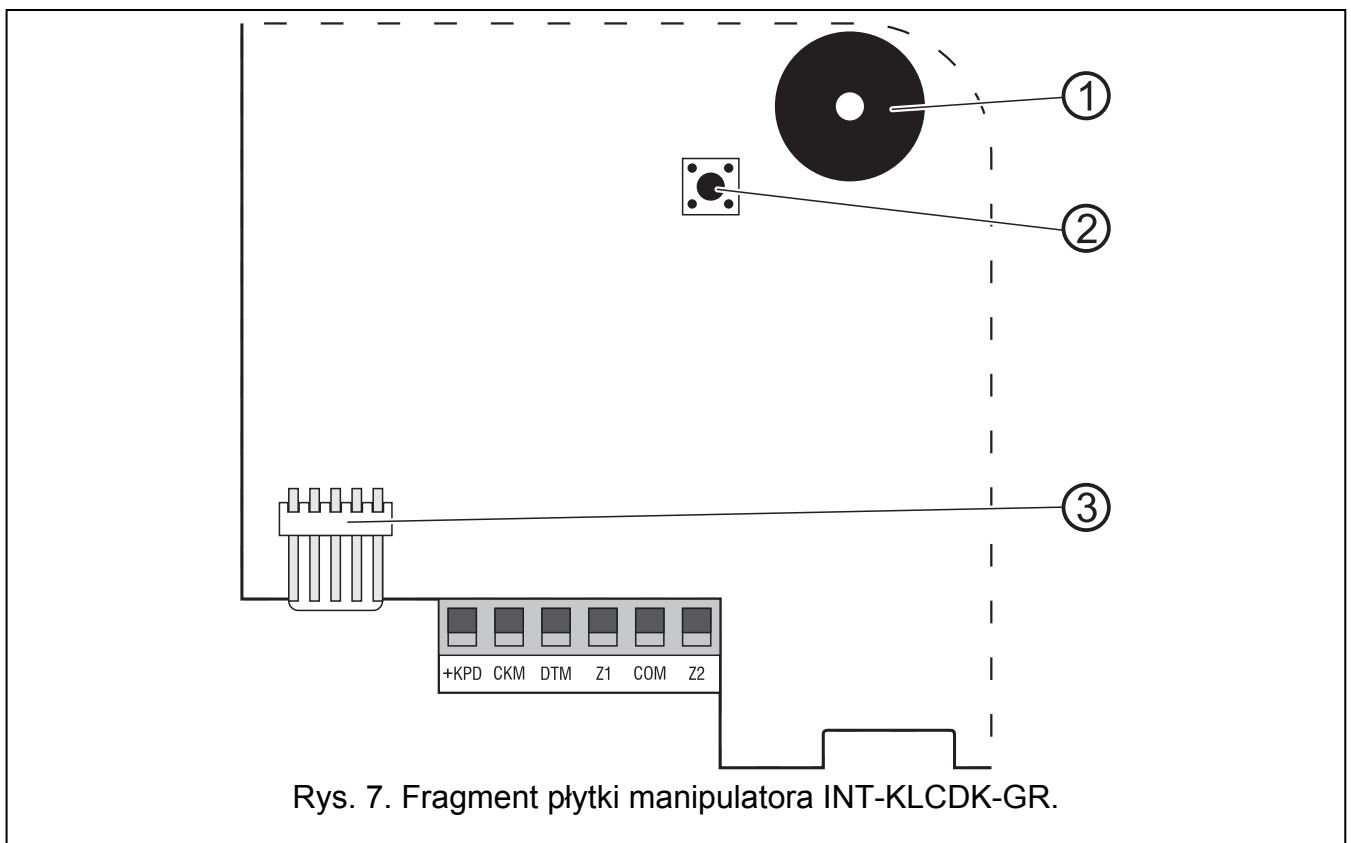 1
2
3
+KPD CKM DTM Z1 COM Z2
Rys. 7. Fragment płytki manipulatora INT-KLCDK-GR.